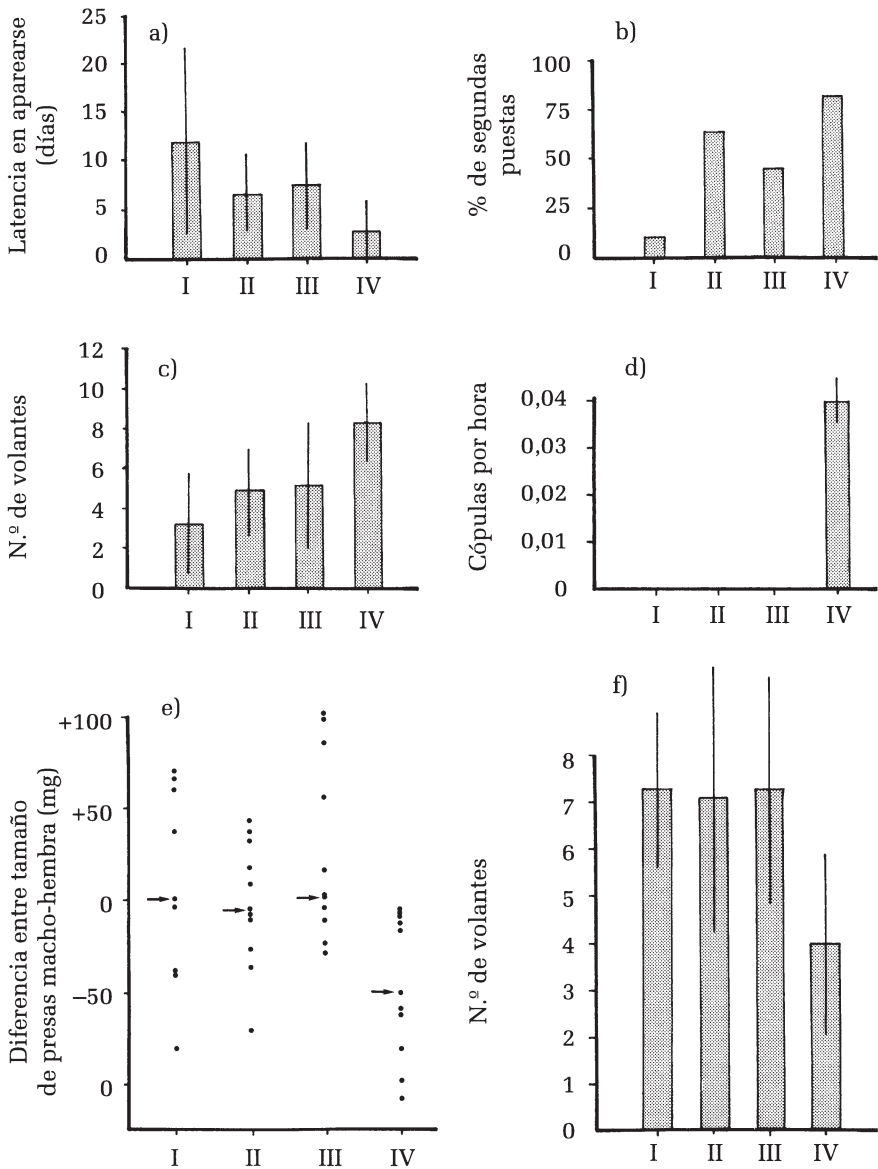 a)
Latencia en aparearse
(días)
25
20
15
10
5
0
I II III IV
b)
% de segundas
puestas
100
75
50
25
0
I II III IV
c)
N.º de volantes
12
10
8
6
4
2
0
I II III IV
d)
Cópulas por hora
0,04
0,03
0,02
0,01
0
I II III IV
e)
Diferencia entre tamaño
de presas macho-hembra (mg)
+100
+50
0
−50
0
I II III IV
f)
N.º de volantes
8
7
6
5
4
3
2
1
0
I II III IV